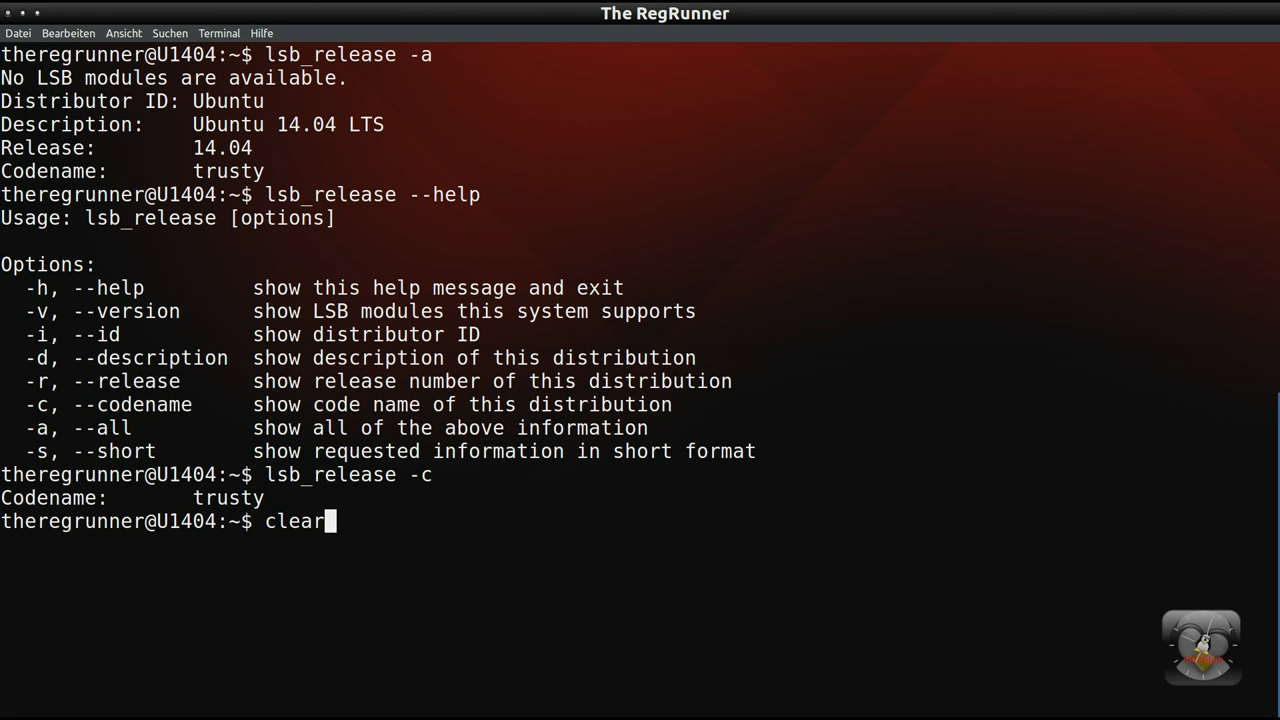 The RegRunner
Datei Bearbeiten Ansicht Suchen Terminal Hilfe
theregrunner@U1404:~$ lsb_release -a
No LSB modules are available.
Distributor ID: Ubuntu
Description:    Ubuntu 14.04 LTS
Release:        14.04
Codename:       trusty
theregrunner@U1404:~$ lsb_release --help
Usage: lsb_release [options]

Options:
  -h, --help         show this help message and exit
  -v, --version      show LSB modules this system supports
  -i, --id           show distributor ID
  -d, --description  show description of this distribution
  -r, --release      show release number of this distribution
  -c, --codename     show code name of this distribution
  -a, --all          show all of the above information
  -s, --short        show requested information in short format
theregrunner@U1404:~$ lsb_release -c
Codename:       trusty
theregrunner@U1404:~$ clear